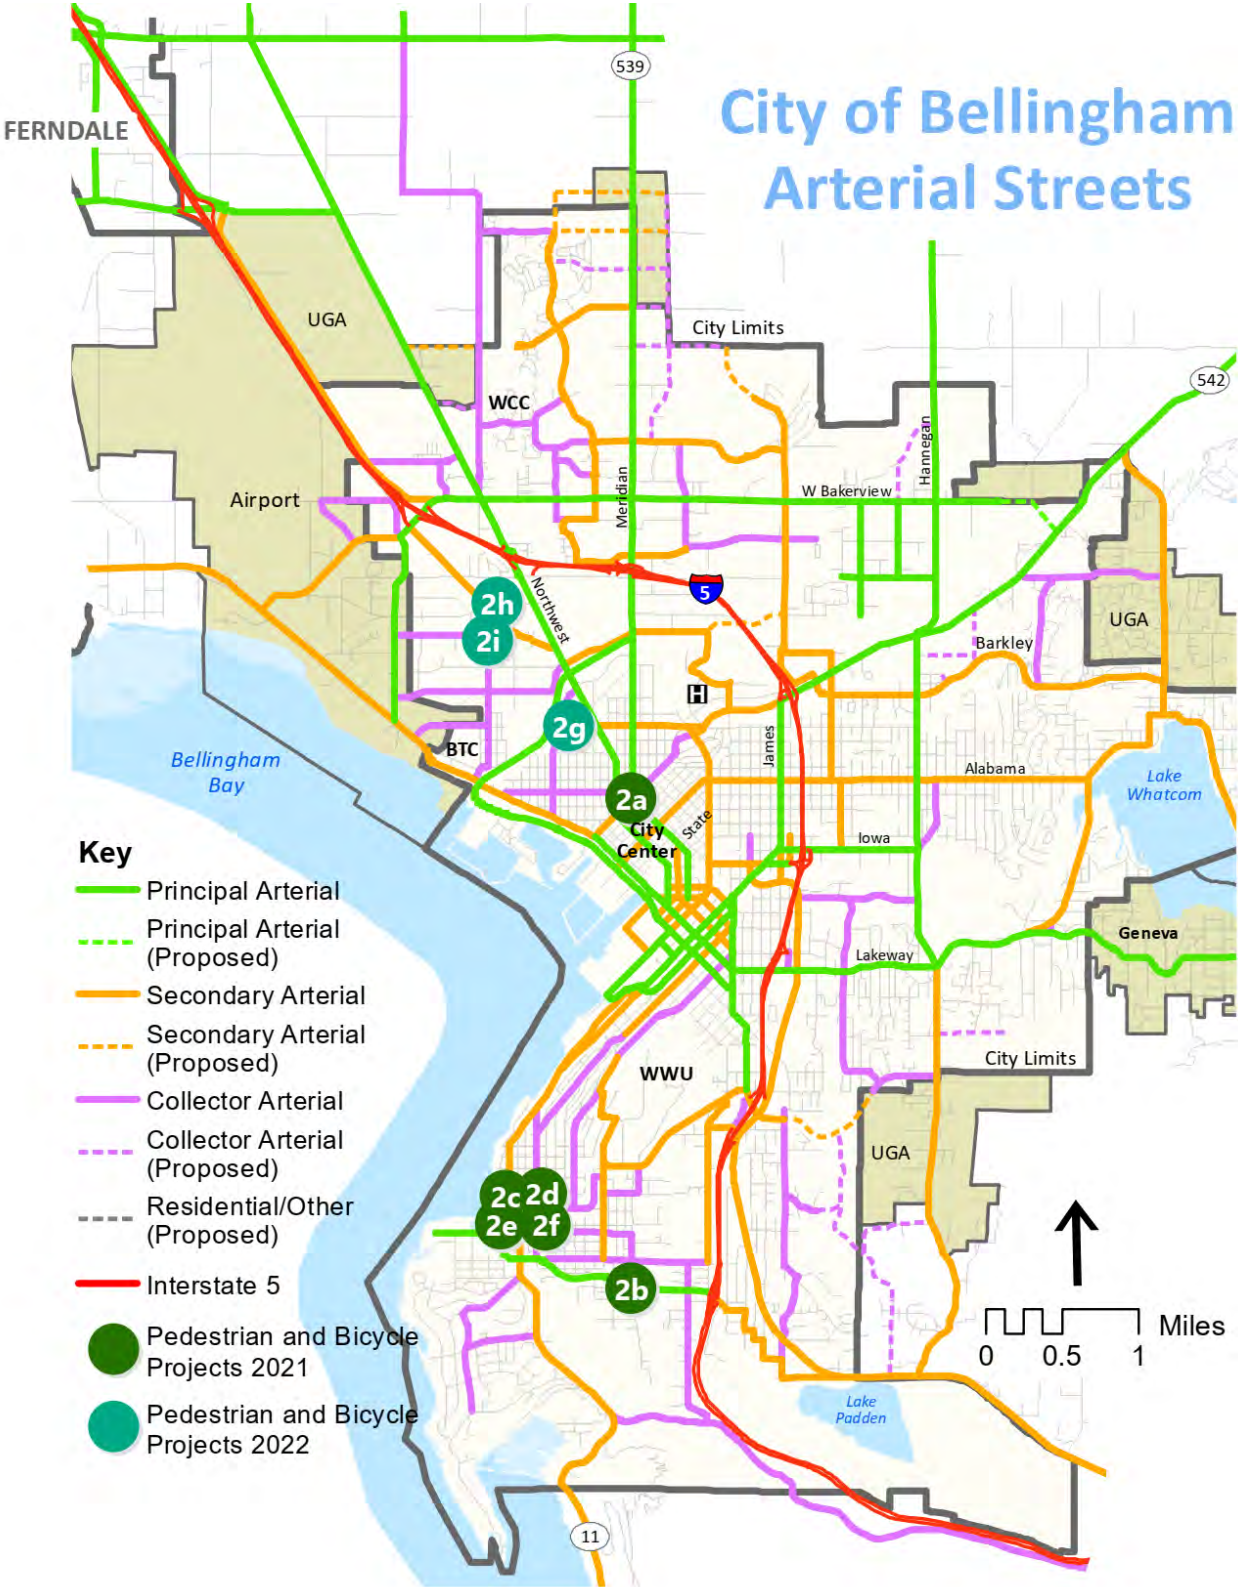 City of Bellingham
Arterial Streets
539
FERNDALE
UGA
City Limits
542
WCC
Hannegan
Meridian
W Bakerview
Airport
5
Northwest
2h
2i
UGA
Barkley
H
2g
James
BTC
Bellingham
Bay
Alabama
Lake
Whatcom
2a
City
Center
State
Iowa
Key
Principal Arterial
Principal Arterial
(Proposed)
Secondary Arterial
Secondary Arterial
(Proposed)
Collector Arterial
Collector Arterial
(Proposed)
Residential/Other
(Proposed)
Interstate 5
Pedestrian and Bicycle
Projects 2021
Pedestrian and Bicycle
Projects 2022
Geneva
Lakeway
City Limits
WWU
UGA
2c
2d
2e
2f
2b
Miles
0 0.5 1
Lake
Padden
11